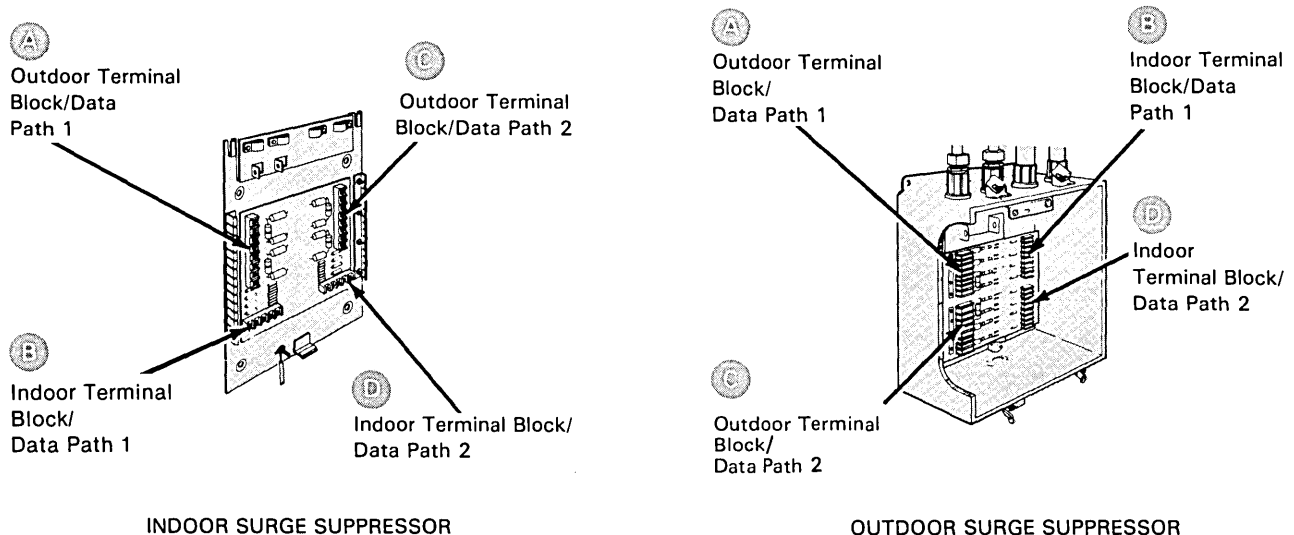 A
Outdoor Terminal
Block/Data
Path 1
C
Outdoor Terminal
Block/Data Path 2
B
Indoor Terminal
Block/
Data Path 1
D
Indoor Terminal Block/
Data Path 2
INDOOR SURGE SUPPRESSOR
A
Outdoor Terminal
Block/
Data Path 1
B
Indoor Terminal
Block/Data
Path 1
D
Indoor
Terminal Block/
Data Path 2
C
Outdoor Terminal
Block/
Data Path 2
OUTDOOR SURGE SUPPRESSOR